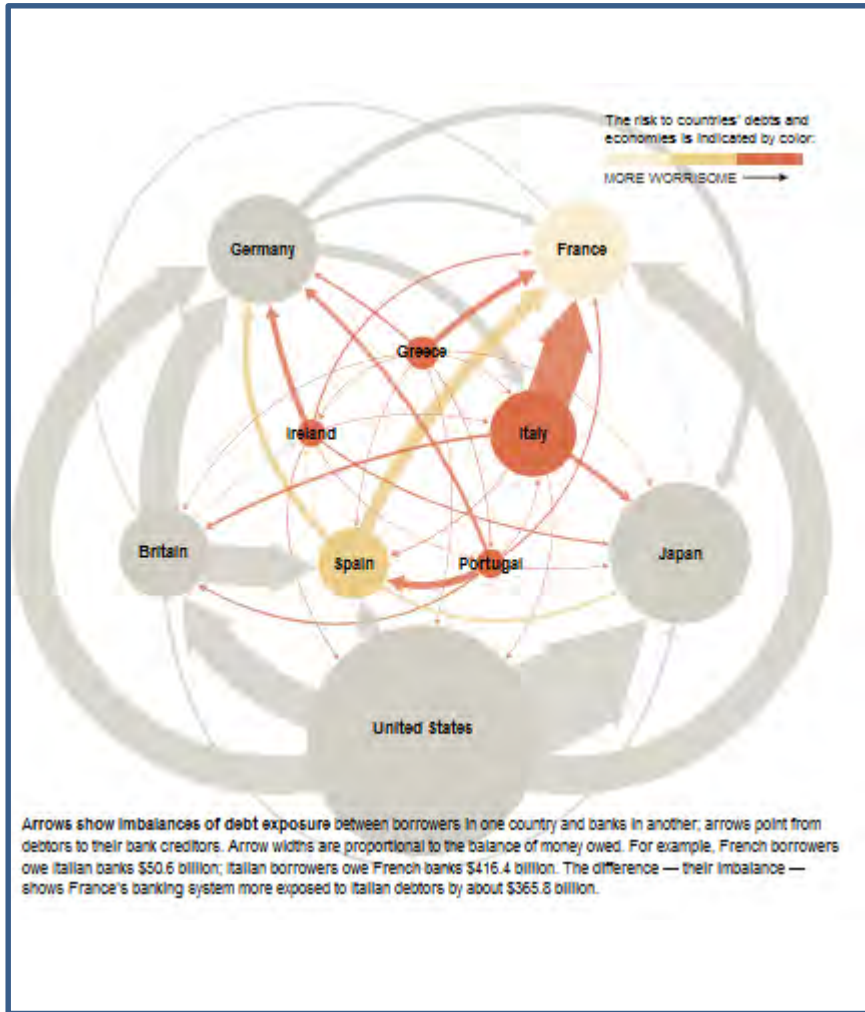 The risk to countries' debts and
economies is indicated by color:
MORE WORRISOME
Germany
France
Greece
Ireland
Italy
Britain
Spain
Portugal
Japan
United States
Arrows show imbalances of debt exposure between borrowers in one country and banks in another; arrows point from
debtors to their bank creditors. Arrow widths are proportional to the balance of money owed. For example, French borrowers
owe Italian banks $50.6 billion; Italian borrowers owe French banks $416.4 billion. The difference — their imbalance —
shows France's banking system more exposed to Italian debtors by about $365.8 billion.